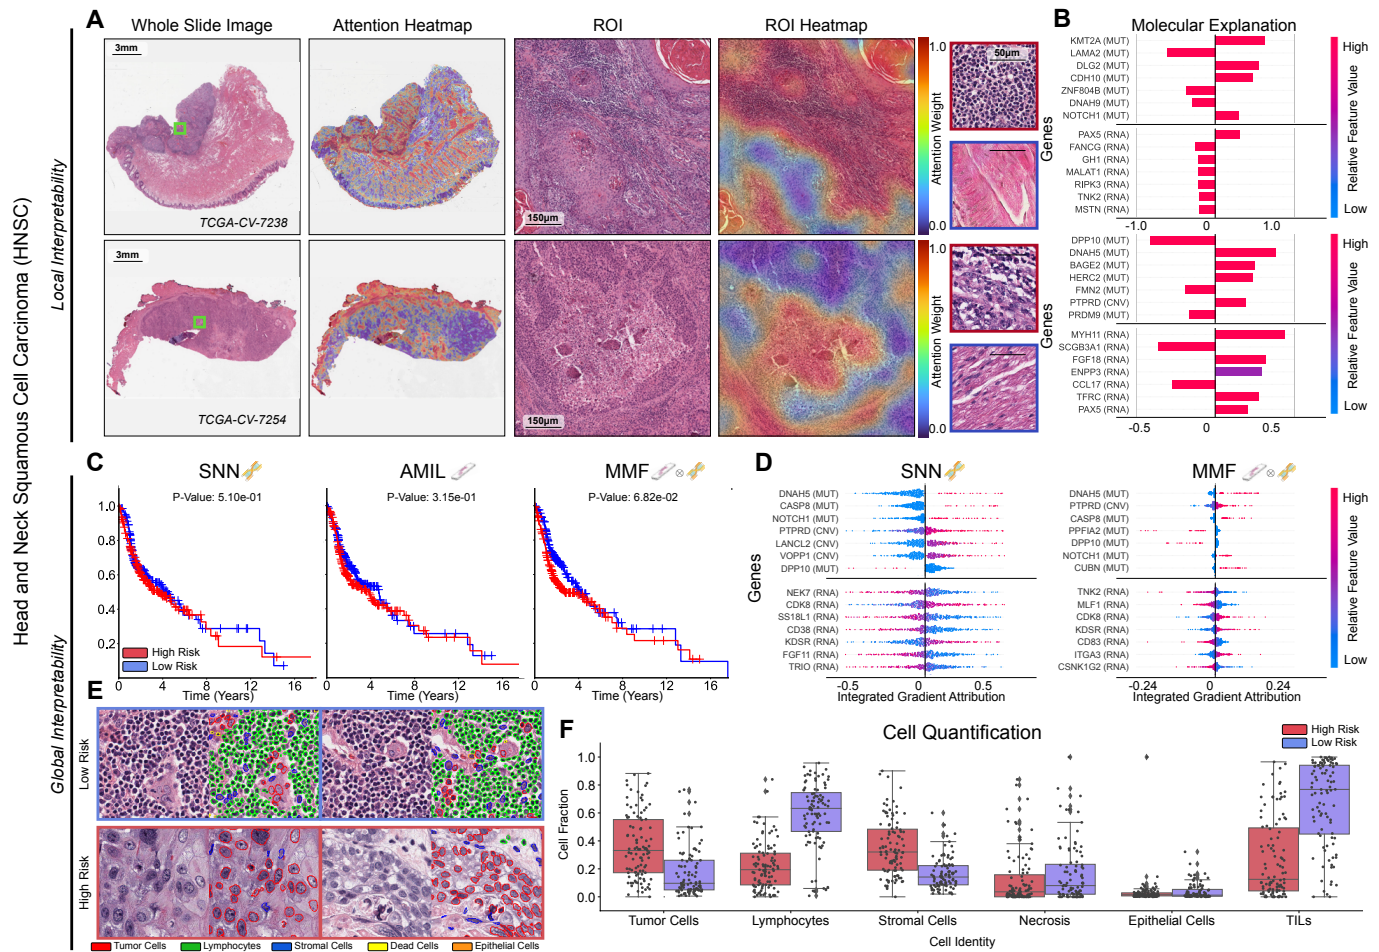 Head and Neck Squamous Cell Carcinoma (HNSC)
Local Interpretability
Global Interpretability
A
Whole Slide Image
Attention Heatmap
ROI
ROI Heatmap
3mm
TCGA-CV-7238
150µm
1.0
Attention Weight
0.0
50µm
3mm
TCGA-CV-7254
150µm
1.0
Attention Weight
0.0
B
Molecular Explanation
Genes
KMT2A (MUT)
LAMA2 (MUT)
DLG2 (MUT)
CDH10 (MUT)
ZNF804B (MUT)
DNAH9 (MUT)
NOTCH1 (MUT)
PAX5 (RNA)
FANCG (RNA)
GH1 (RNA)
MALAT1 (RNA)
RIPK3 (RNA)
TNK2 (RNA)
MSTN (RNA)
-1.0 0 1.0
High
Relative Feature Value
Low
Genes
DPP10 (MUT)
DNAH5 (MUT)
BAGE2 (MUT)
HERC2 (MUT)
FMN2 (MUT)
PTPRD (CNV)
PRDM9 (MUT)
MYH11 (RNA)
SCGB3A1 (RNA)
FGF18 (RNA)
ENPP3 (RNA)
CCL17 (RNA)
TFRC (RNA)
PAX5 (RNA)
-0.5 0 0.5
High
Relative Feature Value
Low
C
SNN
AMIL
MMF
P-Value: 5.10e-01
P-Value: 3.15e-01
P-Value: 6.82e-02
1.0
0.8
0.6
0.4
0.2
High Risk
Low Risk
0 4 8 12 16
Time (Years)
0 4 8 12 16
Time (Years)
0 4 8 12 16
Time (Years)
D
SNN
MMF
Genes
DNAH5 (MUT)
CASP8 (MUT)
NOTCH1 (MUT)
PTPRD (CNV)
LANCL2 (CNV)
VOPP1 (CNV)
DPP10 (MUT)
NEK7 (RNA)
CDK8 (RNA)
SS18L1 (RNA)
CD38 (RNA)
KDSR (RNA)
FGF11 (RNA)
TRIO (RNA)
-0.5 0 0.5
Integrated Gradient Attribution
DNAH5 (MUT)
PTPRD (CNV)
CASP8 (MUT)
PPFIA2 (MUT)
DPP10 (MUT)
NOTCH1 (MUT)
CUBN (MUT)
TNK2 (RNA)
MLF1 (RNA)
CDK8 (RNA)
KDSR (RNA)
CD83 (RNA)
ITGA3 (RNA)
CSNK1G2 (RNA)
-0.24 0 0.24
Integrated Gradient Attribution
High
Relative Feature Value
Low
E
Low Risk
High Risk
Tumor Cells
Lymphocytes
Stromal Cells
Dead Cells
Epithelial Cells
F
Cell Quantification
High Risk
Low Risk
Cell Fraction
1.0
0.8
0.6
0.4
0.2
0.0
Tumor Cells
Lymphocytes
Stromal Cells
Necrosis
Epithelial Cells
TILs
Cell Identity